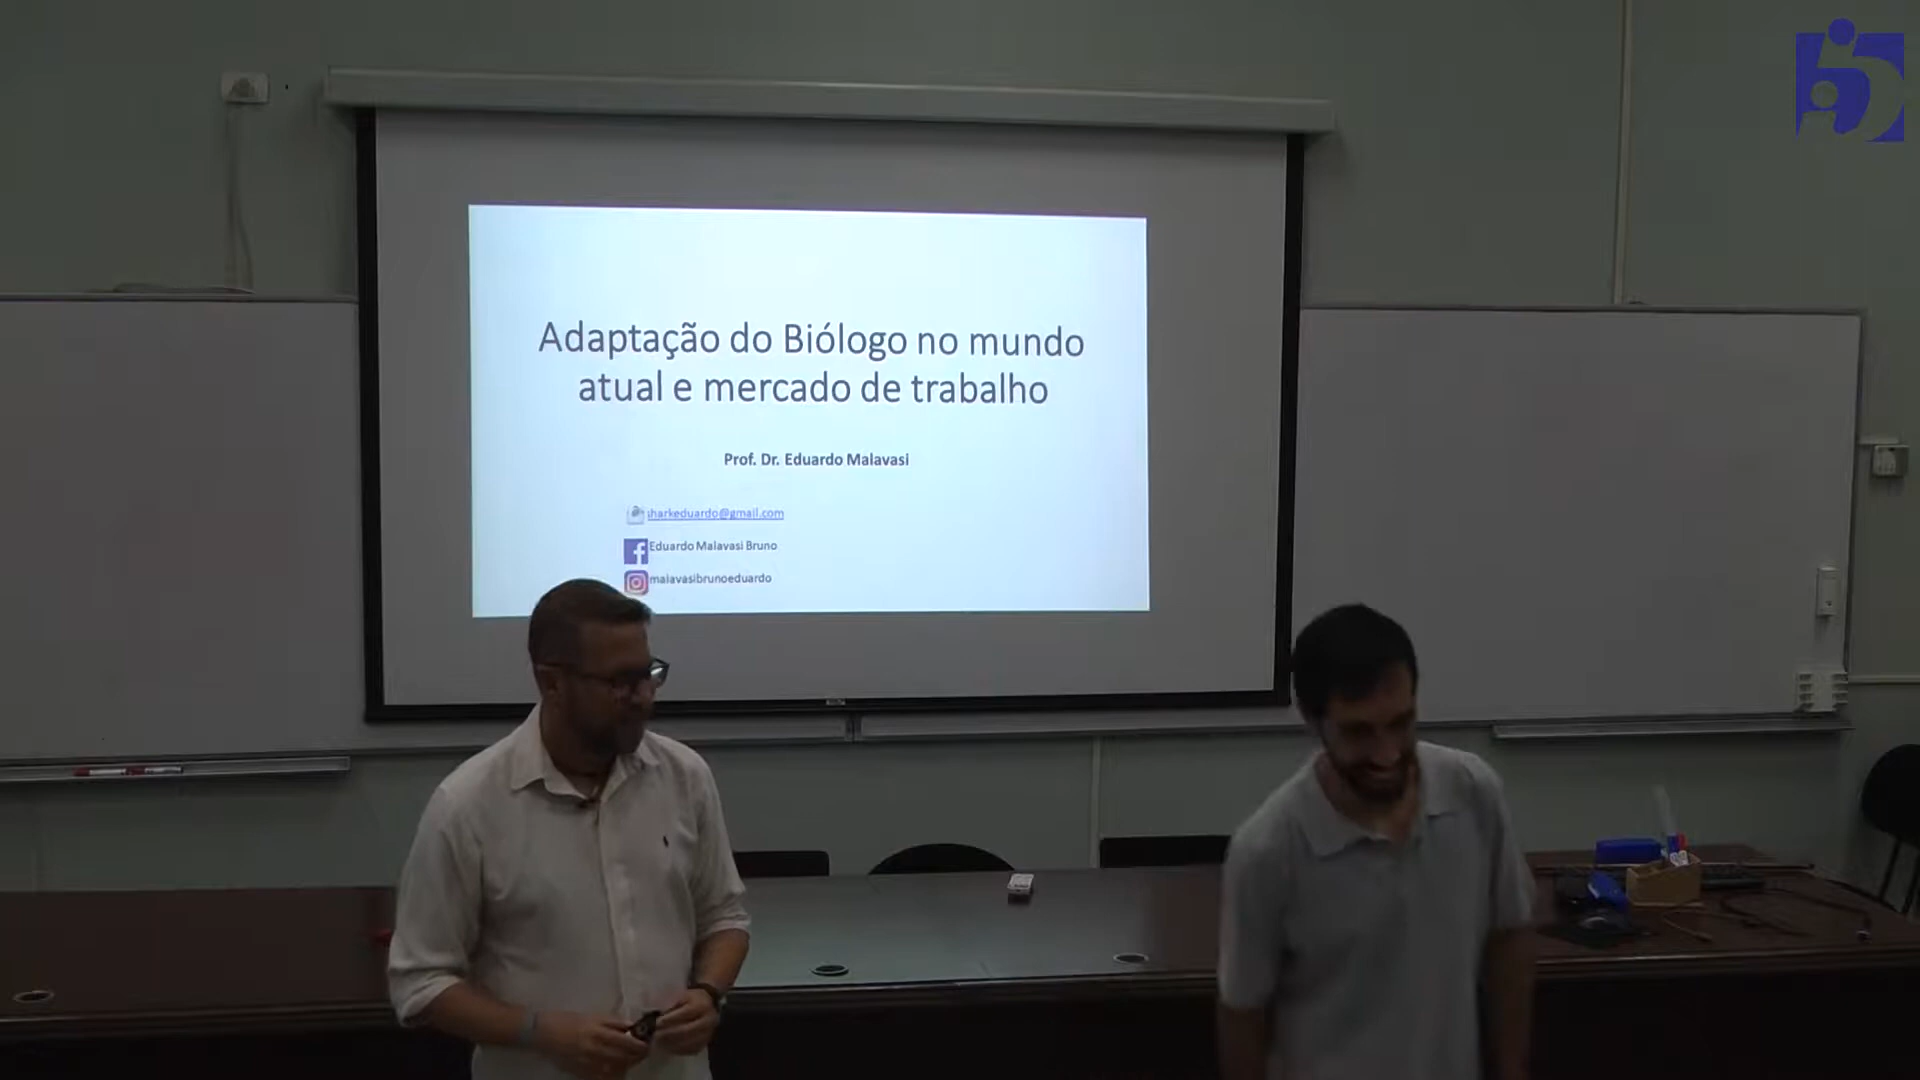 Adaptação do Biólogo no mundo
atual e mercado de trabalho
Prof. Dr. Eduardo Malavasi
sharkeduardo@gmail.com
Eduardo Malavasi Bruno
malavasibrunoeduardo